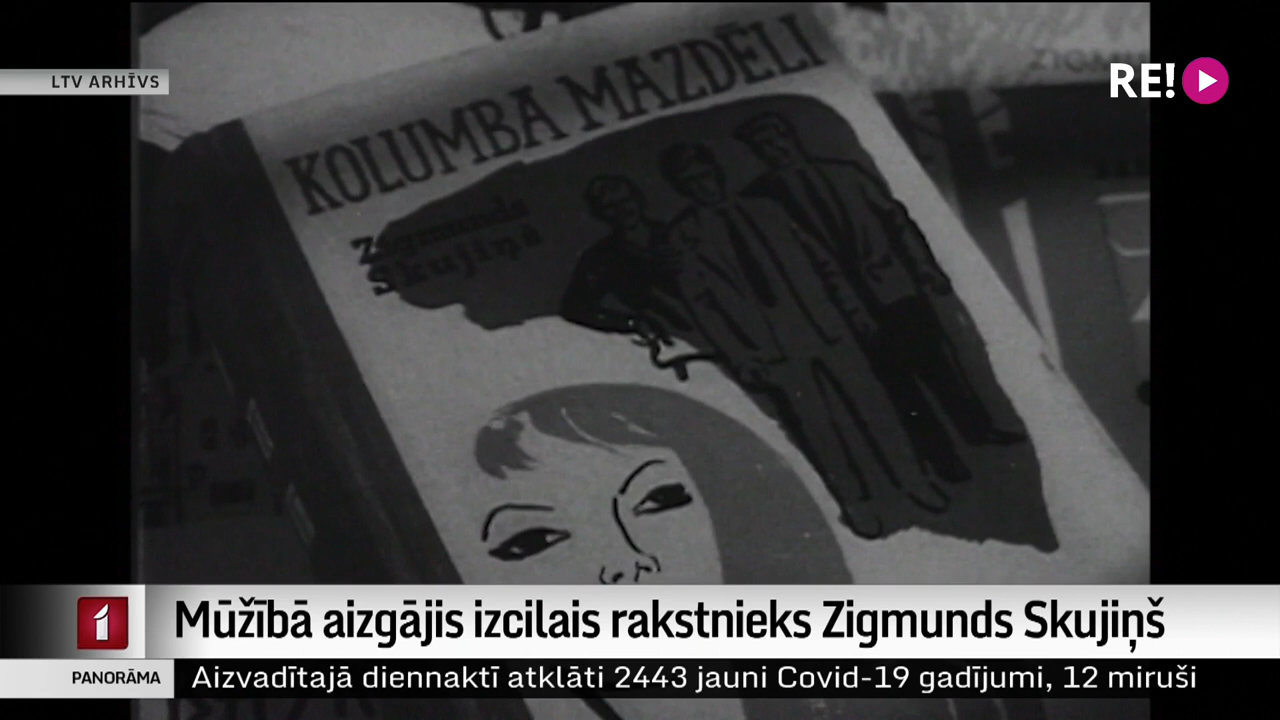 LTV ARHĪVS
RE!
KOLUMBA MAZDĒLI
Zigmunds
Skujiņš
1
Mūžībā aizgājis izcilais rakstnieks Zigmunds Skujiņš
PANORĀMA
Aizvadītajā diennaktī atklāti 2443 jauni Covid-19 gadījumi, 12 miruši